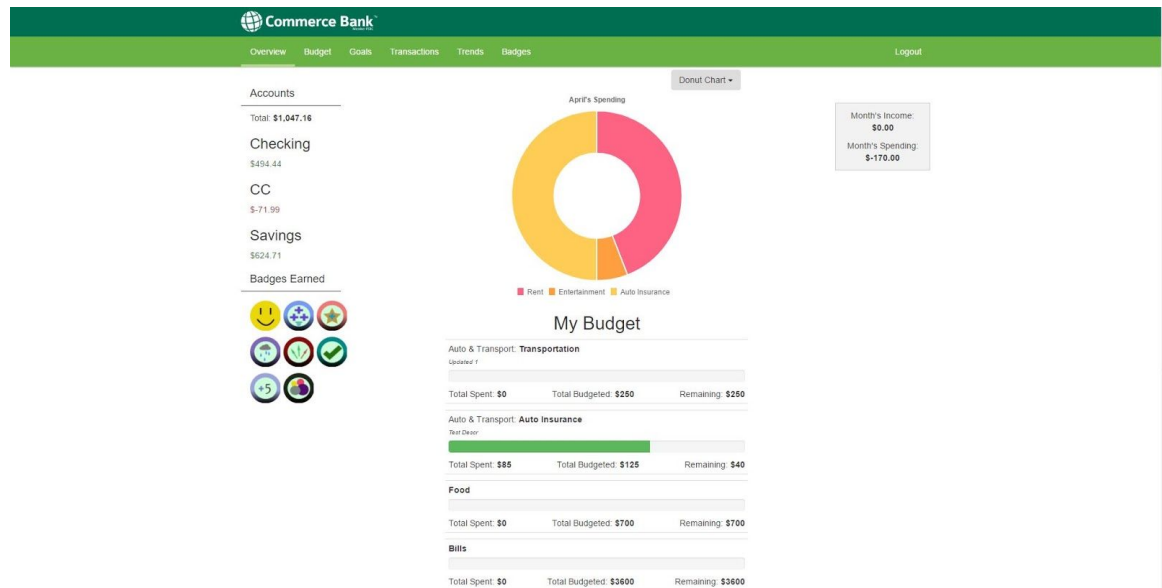 Commerce Bank
Overview Budget Goals Transactions Trends Badges Logout
Accounts
Total: $1,047.16
Checking
$494.44
CC
$-71.99
Savings
$624.71
Badges Earned
+5
Donut Chart
April's Spending
Rent Entertainment Auto Insurance
My Budget
Auto & Transport: Transportation
Updated 1
Total Spent: $0 Total Budgeted: $250 Remaining: $250
Auto & Transport: Auto Insurance
Test Descr
Total Spent: $85 Total Budgeted: $125 Remaining: $40
Food
Total Spent: $0 Total Budgeted: $700 Remaining: $700
Bills
Total Spent: $0 Total Budgeted: $3600 Remaining: $3600
Month's Income:
$0.00
Month's Spending:
$-170.00